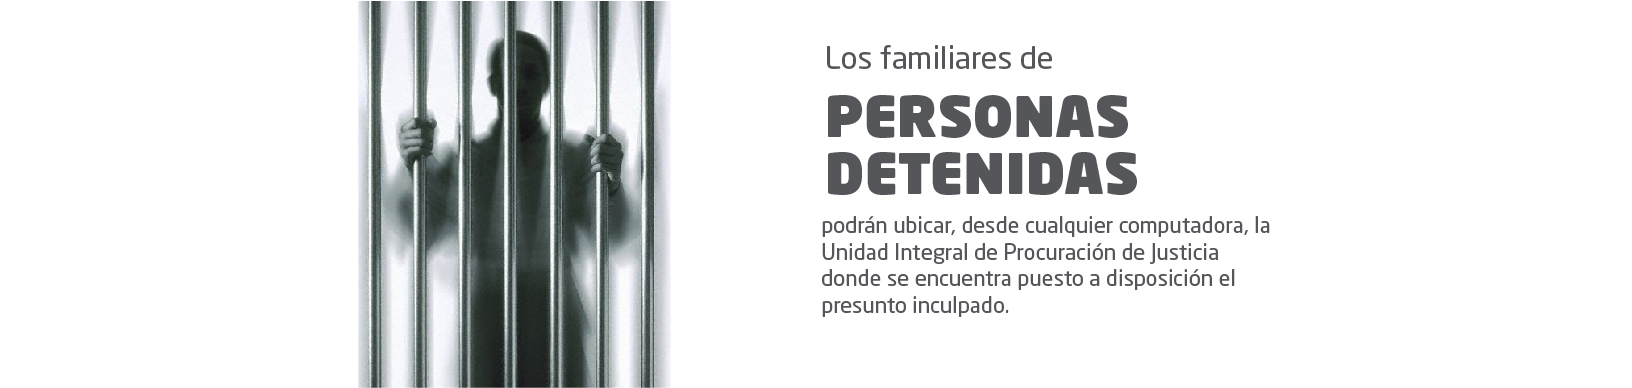 Los familiares de
PERSONAS
DETENIDAS
podrán ubicar, desde cualquier computadora, la
Unidad Integral de Procuración de Justicia
donde se encuentra puesto a disposición el
presunto inculpado.